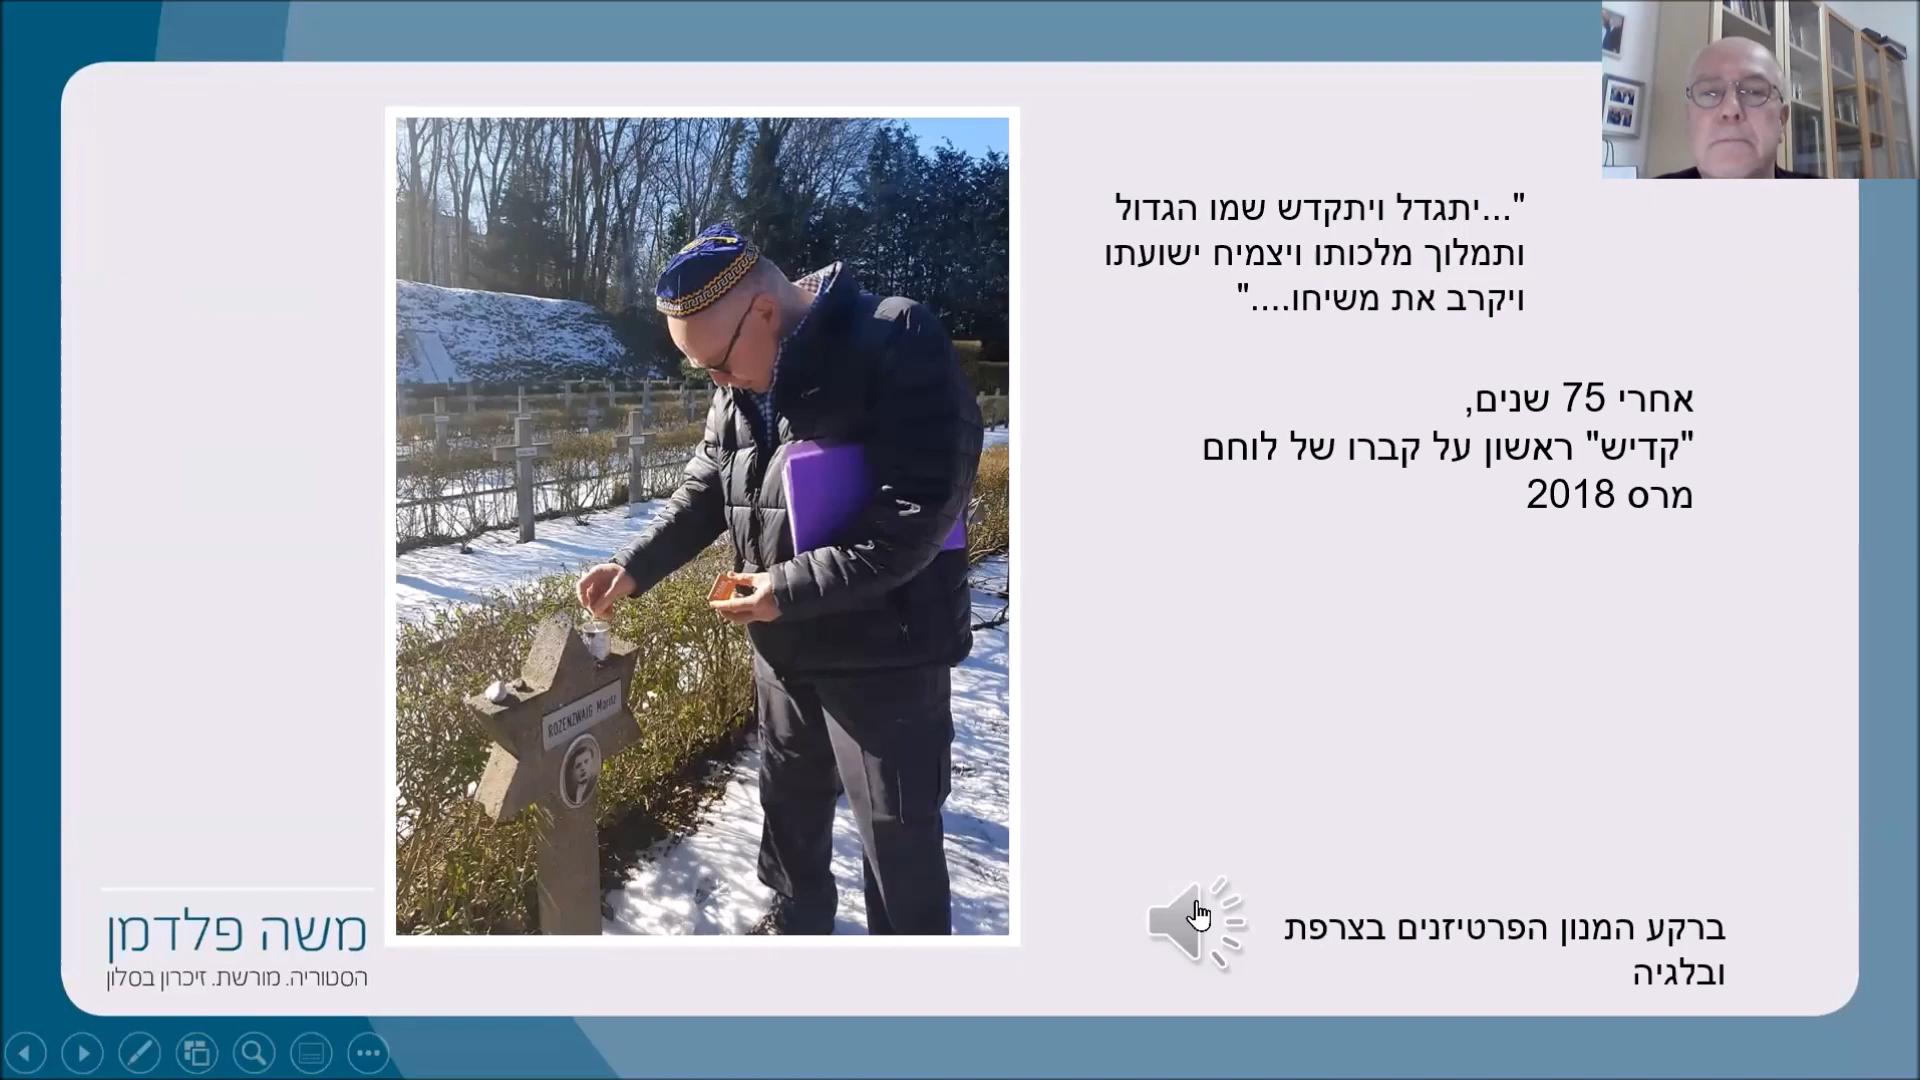 "...יתגדל ויתקדש שמו הגדול
ותמלוך מלכותו ויצמיח ישועתו
ויקרב את משיחו...."
אחרי 75 שנים,
"קדיש" ראשון על קברו של לוחם
מרס 2018
ROZENZWAIG Moritz
ברקע המנון הפרטיזנים בצרפת
ובלגיה
משה פלדמן
הסטוריה. מורשת. זיכרון בסלון